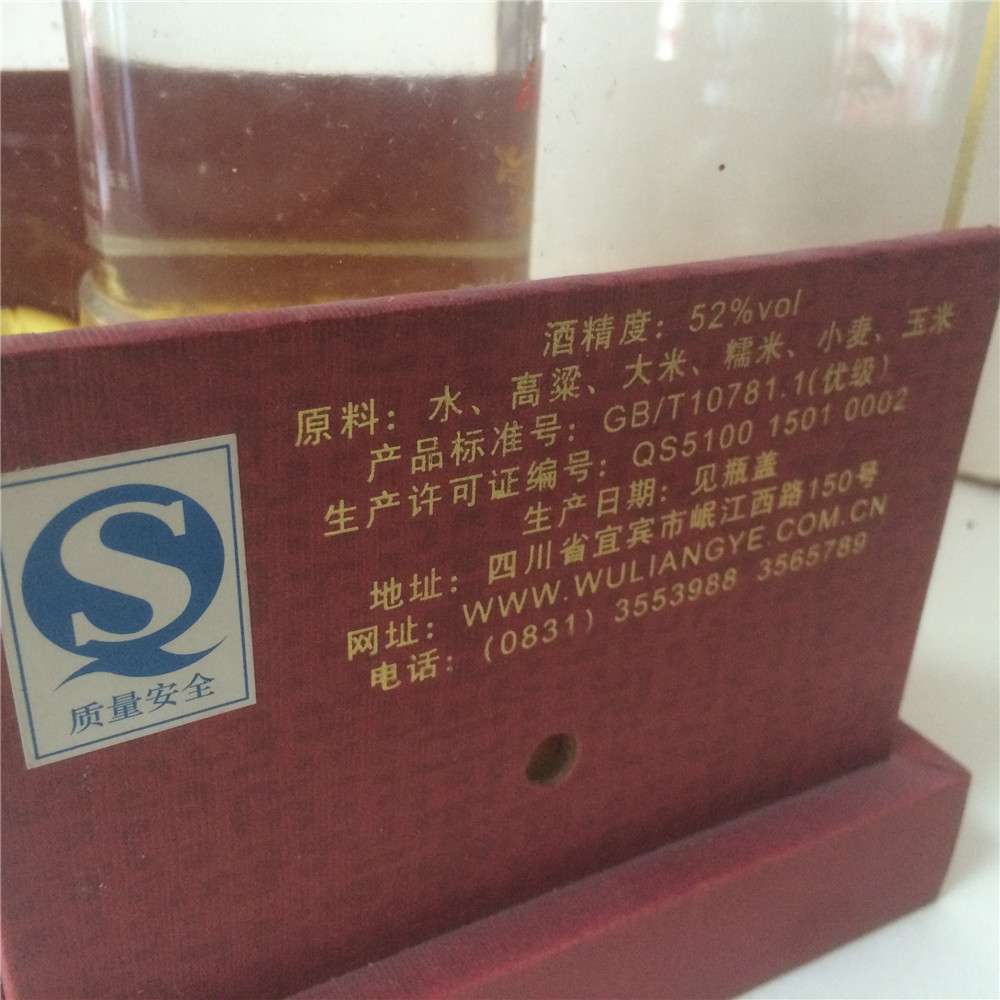 酒精度：52%vol
原料：水、高粱、大米、糯米、小麦、玉米
产品标准号：GB/T10781.1(优级)
生产许可证编号：QS5100 1501 0002
生产日期：见瓶盖
地址：四川省宜宾市岷江西路150号
网址：WWW.WULIANGYE.COM.CN
电话：(0831) 3553988 3565789
质量安全